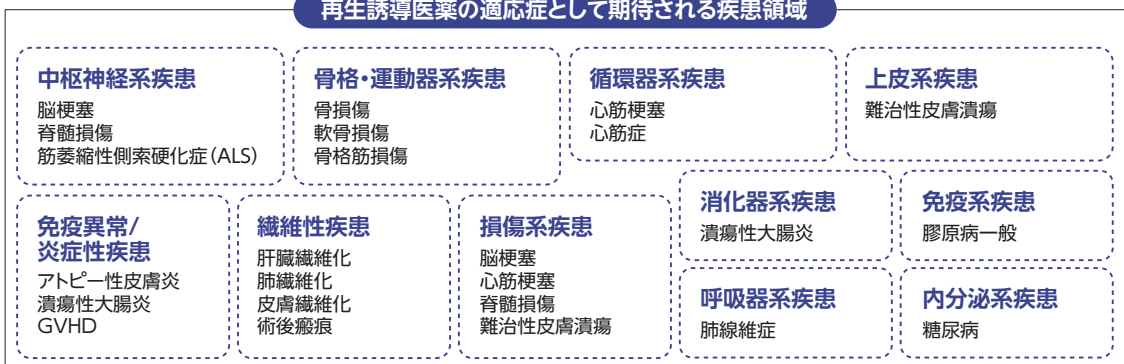 再生誘導医薬の適応症として期待される疾患領域
中枢神経系疾患
脳梗塞
脊髄損傷
筋萎縮性側索硬化症(ALS)
骨格・運動器系疾患
骨損傷
軟骨損傷
骨格筋損傷
循環器系疾患
心筋梗塞
心筋症
上皮系疾患
難治性皮膚潰瘍
免疫異常/
炎症性疾患
アトピー性皮膚炎
潰瘍性大腸炎
GVHD
繊維性疾患
肝臓繊維化
肺繊維化
皮膚繊維化
術後瘢痕
損傷系疾患
脳梗塞
心筋梗塞
脊髄損傷
難治性皮膚潰瘍
消化器系疾患
潰瘍性大腸炎
免疫系疾患
膠原病一般
呼吸器系疾患
肺線維症
内分泌系疾患
糖尿病